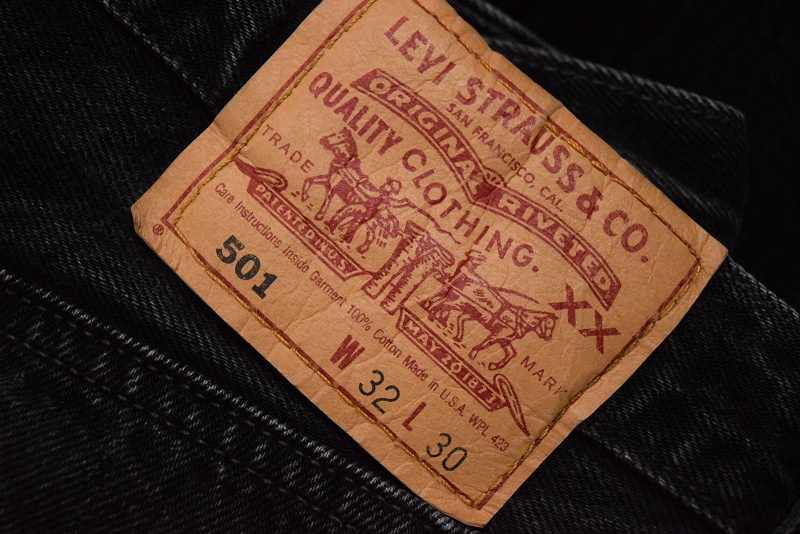 LEVI STRAUSS & CO.
SAN FRANCISCO, CAL.
ORIGINAL RIVETED
QUALITY CLOTHING.
TRADE MARK
XX
PATENTED IN U.S.
MAY 20 1873
Care Instructions Inside Garment 100% Cotton Made in U.S.A. WPL 423
®
501
W 32 L 30